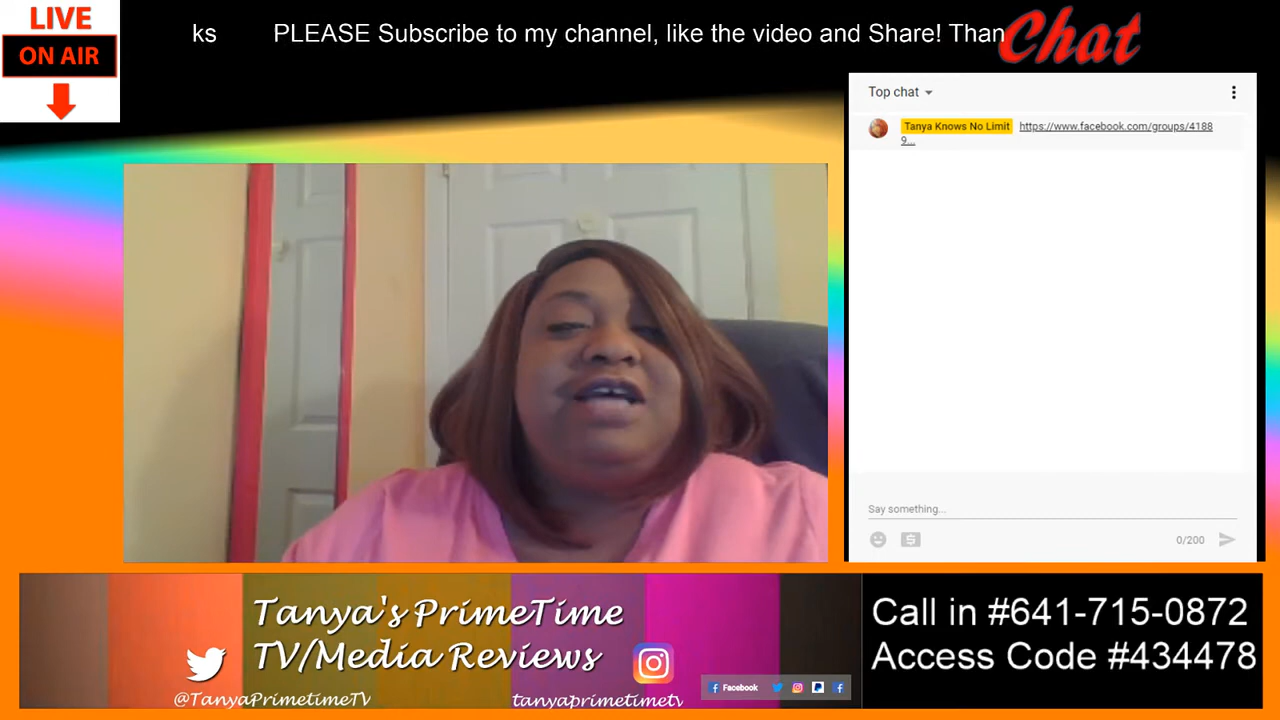 LIVE
ON AIR
ks PLEASE Subscribe to my channel, like the video and Share! Than
Chat
Top chat
Tanya Knows No Limit https://www.facebook.com/groups/4188
9...
Say something...
0/200
Tanya's PrimeTime
TV/Media Reviews
@TanyaPrimetimeTV
tanyaprimetimetv
Facebook
Call in #641-715-0872
Access Code #434478